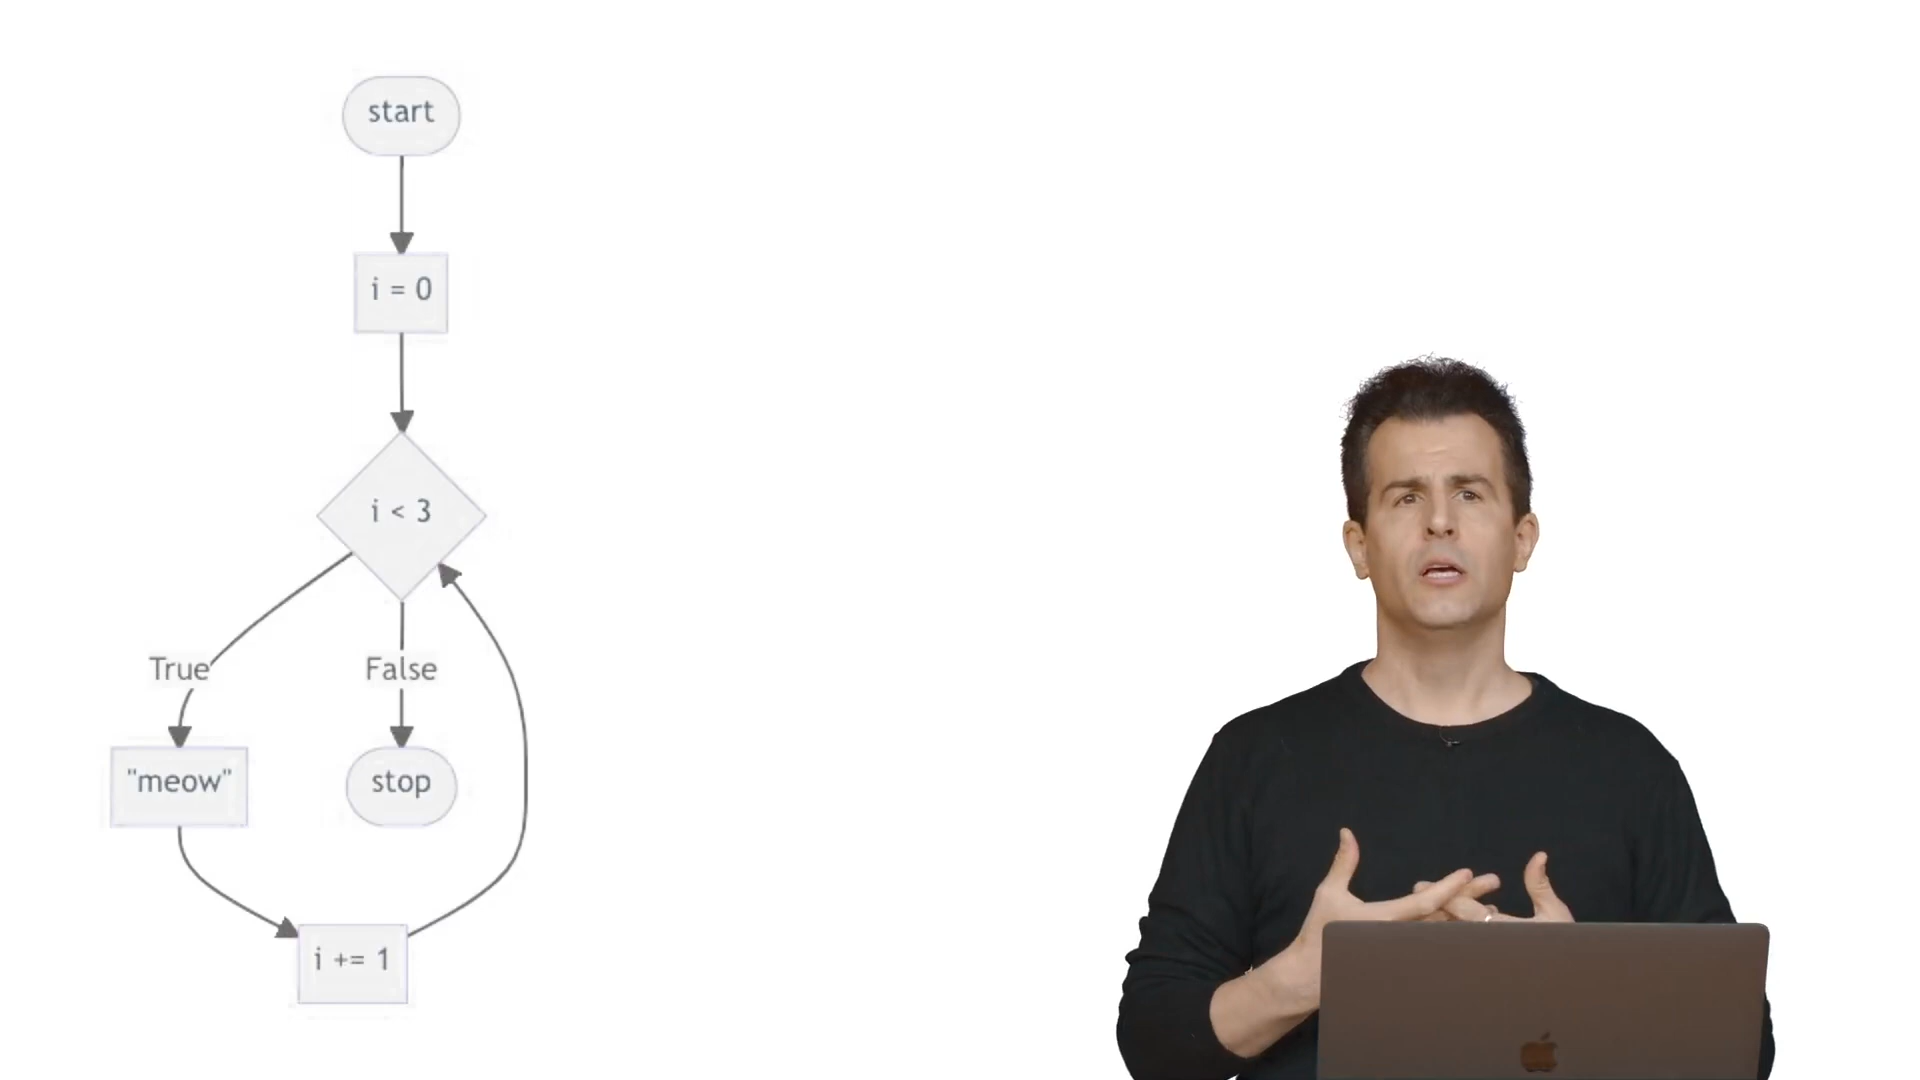 start
i = 0
i < 3
True
False
"meow"
stop
i += 1